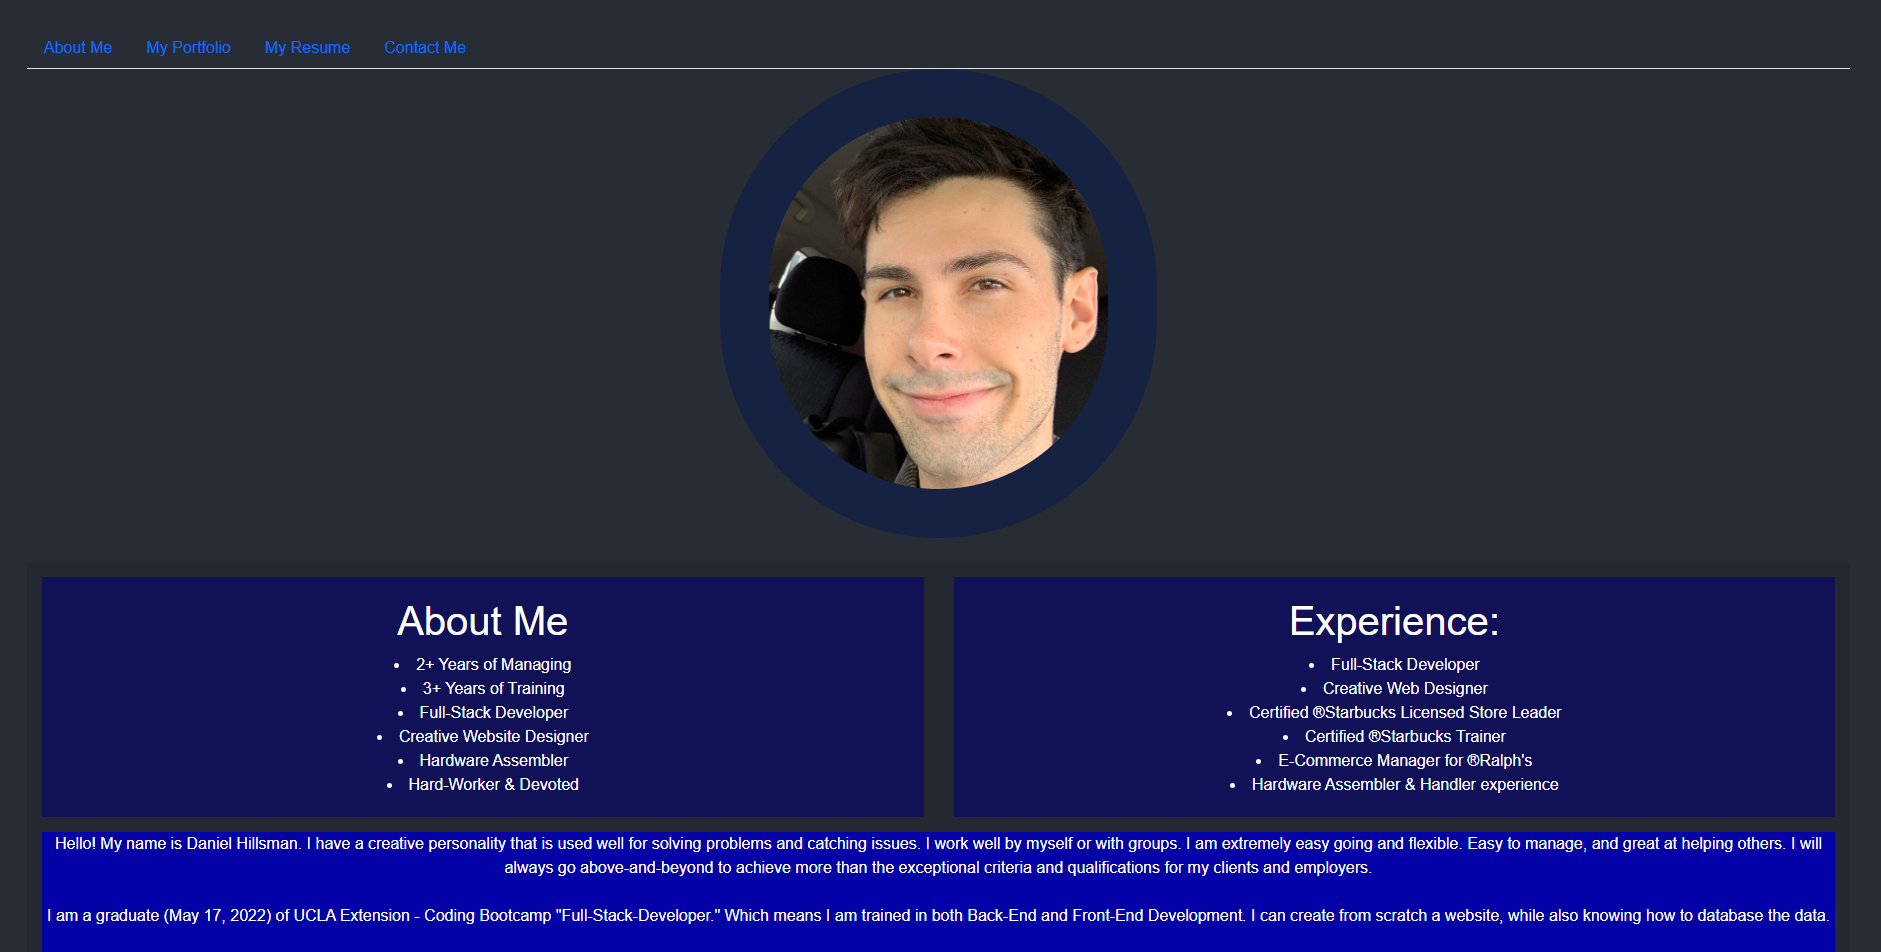 About Me My Portfolio My Resume Contact Me
About Me
• 2+ Years of Managing
• 3+ Years of Training
• Full-Stack Developer
• Creative Website Designer
• Hardware Assembler
• Hard-Worker & Devoted
Experience:
• Full-Stack Developer
• Creative Web Designer
• Certified ®Starbucks Licensed Store Leader
• Certified ®Starbucks Trainer
• E-Commerce Manager for ®Ralph's
• Hardware Assembler & Handler experience
Hello! My name is Daniel Hillsman. I have a creative personality that is used well for solving problems and catching issues. I work well by myself or with groups. I am extremely easy going and flexible. Easy to manage, and great at helping others. I will
always go above-and-beyond to achieve more than the exceptional criteria and qualifications for my clients and employers.
I am a graduate (May 17, 2022) of UCLA Extension - Coding Bootcamp "Full-Stack-Developer." Which means I am trained in both Back-End and Front-End Development. I can create from scratch a website, while also knowing how to database the data.